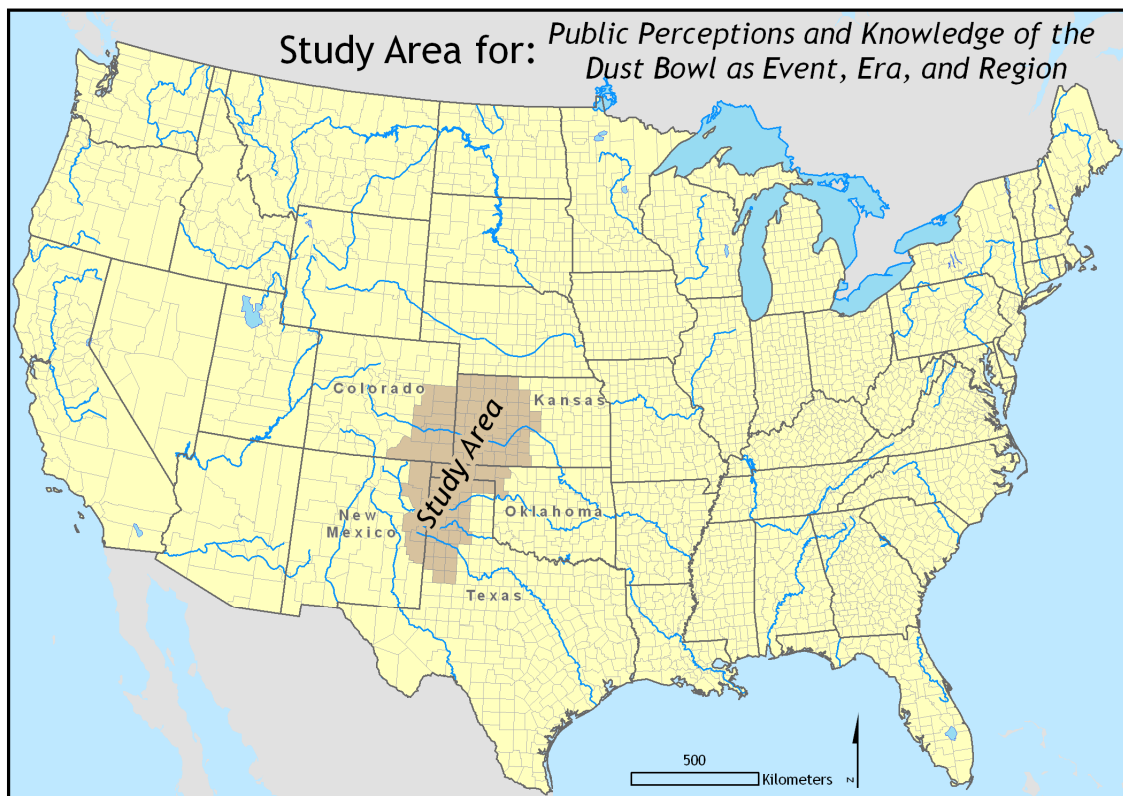 Study Area for:
Public Perceptions and Knowledge of the
Dust Bowl as Event, Era, and Region
Colorado
Kansas
Study Area
New
Mexico
Oklahoma
Texas
500
Kilometers
N